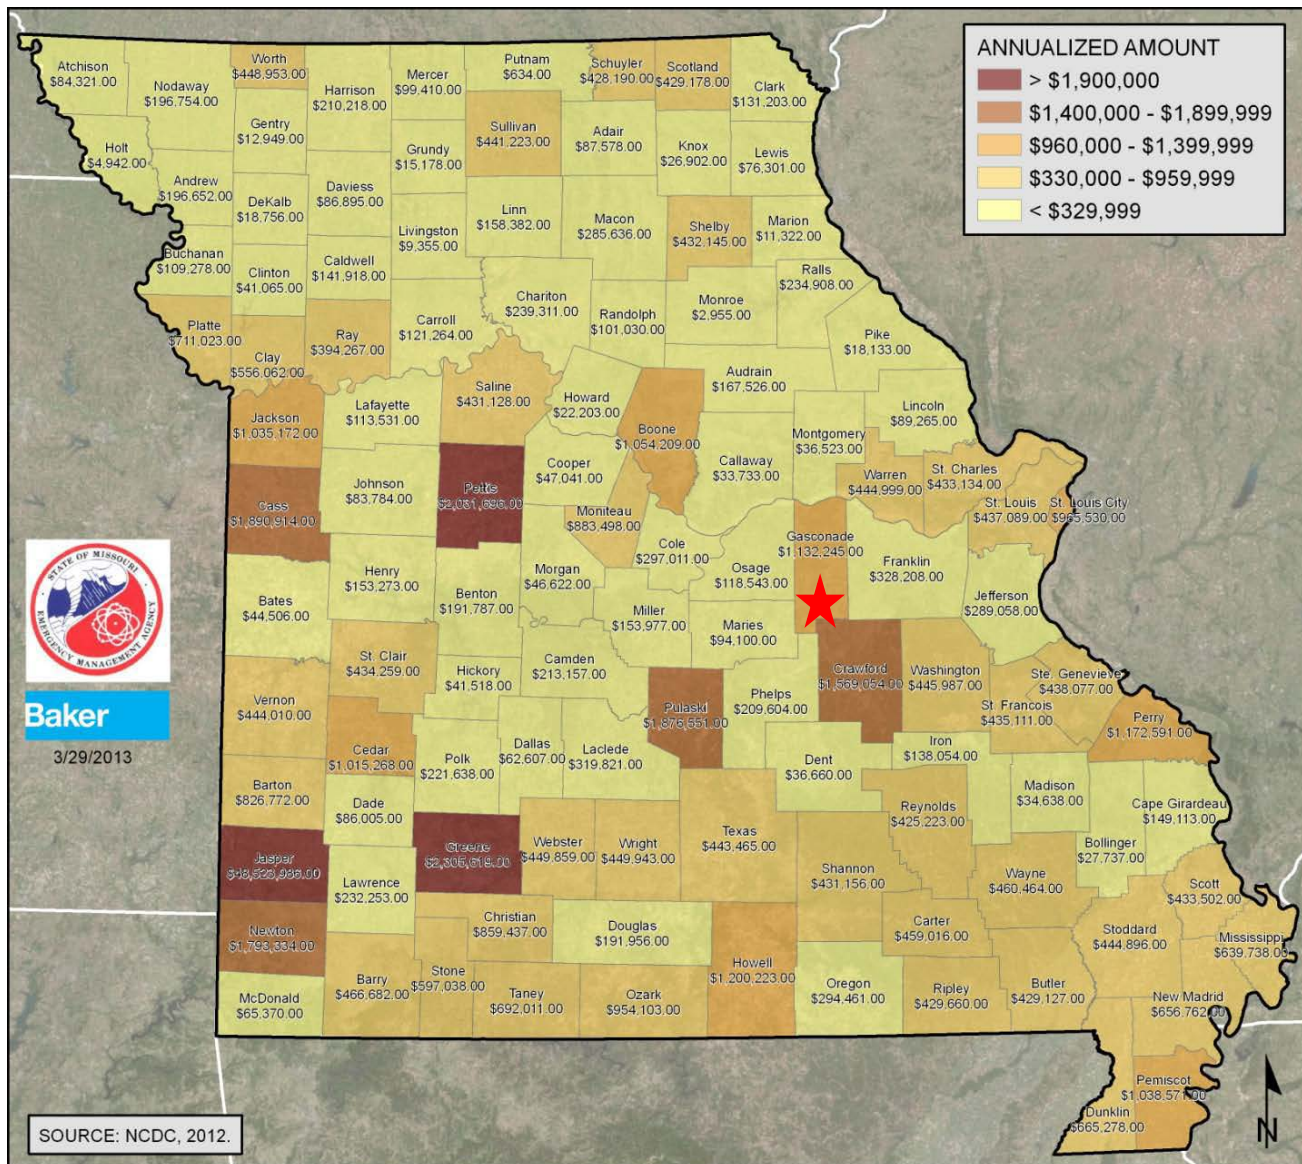 ANNUALIZED AMOUNT
> $1,900,000
$1,400,000 - $1,899,999
$960,000 - $1,399,999
$330,000 - $959,999
< $329,999
Atchison
$84,321.00
Nodaway
$196,754.00
Worth
$448,953.00
Harrison
$210,218.00
Mercer
$99,410.00
Putnam
$634.00
Schuyler
$428,190.00
Scotland
$429,178.00
Clark
$131,203.00
Holt
$4,942.00
Gentry
$12,949.00
Grundy
$15,178.00
Sullivan
$441,223.00
Adair
$87,578.00
Knox
$26,902.00
Lewis
$76,301.00
Andrew
$196,652.00
DeKalb
$18,756.00
Daviess
$86,895.00
Livingston
$9,355.00
Linn
$158,382.00
Macon
$285,636.00
Shelby
$432,145.00
Marion
$11,322.00
Buchanan
$109,278.00
Clinton
$41,065.00
Caldwell
$141,918.00
Chariton
$239,311.00
Randolph
$101,030.00
Monroe
$2,955.00
Ralls
$234,908.00
Platte
$711,023.00
Clay
$556,062.00
Ray
$394,267.00
Carroll
$121,264.00
Pike
$18,133.00
Audrain
$167,526.00
Saline
$431,128.00
Howard
$22,203.00
Jackson
$1,035,172.00
Lafayette
$113,531.00
Boone
$1,054,209.00
Lincoln
$89,265.00
Montgomery
$36,523.00
Callaway
$33,733.00
Cooper
$47,041.00
Warren
$444,999.00
St. Charles
$433,134.00
Cass
$1,890,914.00
Johnson
$83,784.00
Pettis
$2,031,696.00
Moniteau
$883,498.00
St. Louis
$437,089.00
St. Louis City
$965,530.00
Cole
$297,011.00
Osage
$118,543.00
Gasconade
$1,132,245.00
Franklin
$328,208.00
Jefferson
$289,058.00
STATE OF MISSOURI
EMERGENCY MANAGEMENT AGENCY
Baker
3/29/2013
Bates
$44,506.00
Henry
$153,273.00
Benton
$191,787.00
Morgan
$46,622.00
Miller
$153,977.00
Maries
$94,100.00
St. Clair
$434,259.00
Hickory
$41,518.00
Camden
$213,157.00
Pulaski
$1,876,551.00
Phelps
$209,604.00
Crawford
$1,569,054.00
Washington
$445,987.00
Ste. Genevieve
$438,077.00
St. Francois
$435,111.00
Perry
$1,172,591.00
Vernon
$444,010.00
Cedar
$1,015,268.00
Polk
$221,638.00
Dallas
$62,607.00
Laclede
$319,821.00
Dent
$36,660.00
Iron
$138,054.00
Madison
$34,638.00
Cape Girardeau
$149,113.00
Barton
$826,772.00
Dade
$86,005.00
Greene
$2,305,619.00
Webster
$449,859.00
Wright
$449,943.00
Texas
$443,465.00
Reynolds
$425,223.00
Bollinger
$27,737.00
Jasper
$48,523,986.00
Lawrence
$232,253.00
Shannon
$431,156.00
Wayne
$460,464.00
Scott
$433,502.00
Newton
$1,793,334.00
Christian
$859,437.00
Douglas
$191,956.00
Howell
$1,200,223.00
Carter
$459,016.00
Stoddard
$444,896.00
Mississippi
$639,738.00
McDonald
$65,370.00
Barry
$466,682.00
Stone
$597,038.00
Taney
$692,011.00
Ozark
$954,103.00
Oregon
$294,461.00
Ripley
$429,660.00
Butler
$429,127.00
New Madrid
$656,762.00
Pemiscot
$1,038,571.00
Dunklin
$665,278.00
SOURCE: NCDC, 2012.
N